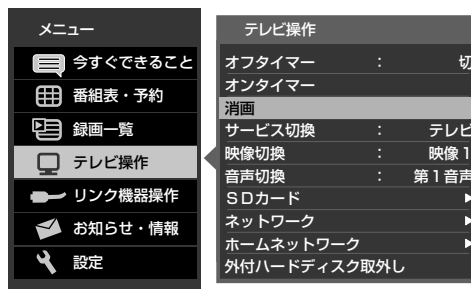 メニュー
今すぐできること
番組表・予約
録画一覧
テレビ操作
リンク機器操作
お知らせ・情報
設定
テレビ操作
オフタイマー : 切
オンタイマー
消画
サービス切換 : テレビ
映像切換 : 映像1
音声切換 : 第1音声
SDカード
ネットワーク
ホームネットワーク
外付ハードディスク取外し